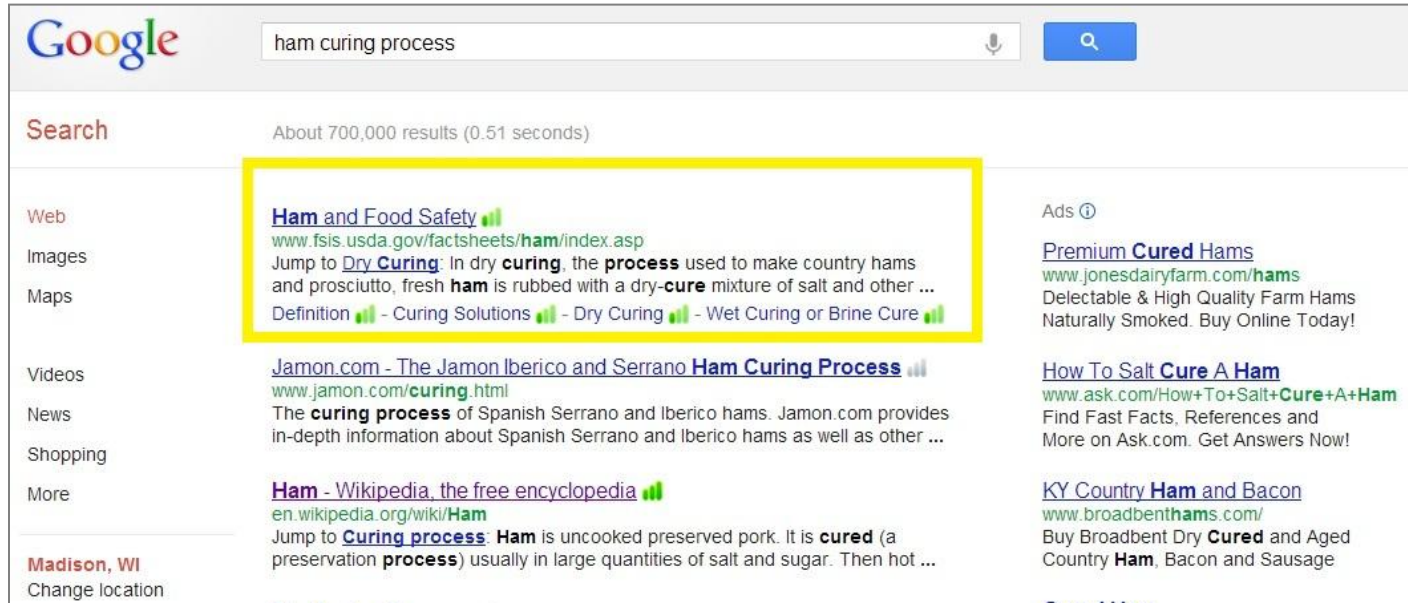 Google
ham curing process
Search
About 700,000 results (0.51 seconds)
Web
Images
Maps
Videos
News
Shopping
More
Madison, WI
Change location
Ham and Food Safety
www.fsis.usda.gov/factsheets/ham/index.asp
Jump to Dry Curing: In dry curing, the process used to make country hams
and prosciutto, fresh ham is rubbed with a dry-cure mixture of salt and other ...
Definition - Curing Solutions - Dry Curing - Wet Curing or Brine Cure
Jamon.com - The Jamon Iberico and Serrano Ham Curing Process
www.jamon.com/curing.html
The curing process of Spanish Serrano and Iberico hams. Jamon.com provides
in-depth information about Spanish Serrano and Iberico hams as well as other ...
Ham - Wikipedia, the free encyclopedia
en.wikipedia.org/wiki/Ham
Jump to Curing process: Ham is uncooked preserved pork. It is cured (a
preservation process) usually in large quantities of salt and sugar. Then hot ...
Ads
Premium Cured Hams
www.jonesdairyfarm.com/hams
Delectable & High Quality Farm Hams
Naturally Smoked. Buy Online Today!
How To Salt Cure A Ham
www.ask.com/How+To+Salt+Cure+A+Ham
Find Fast Facts, References and
More on Ask.com. Get Answers Now!
KY Country Ham and Bacon
www.broadbenthams.com/
Buy Broadbent Dry Cured and Aged
Country Ham, Bacon and Sausage